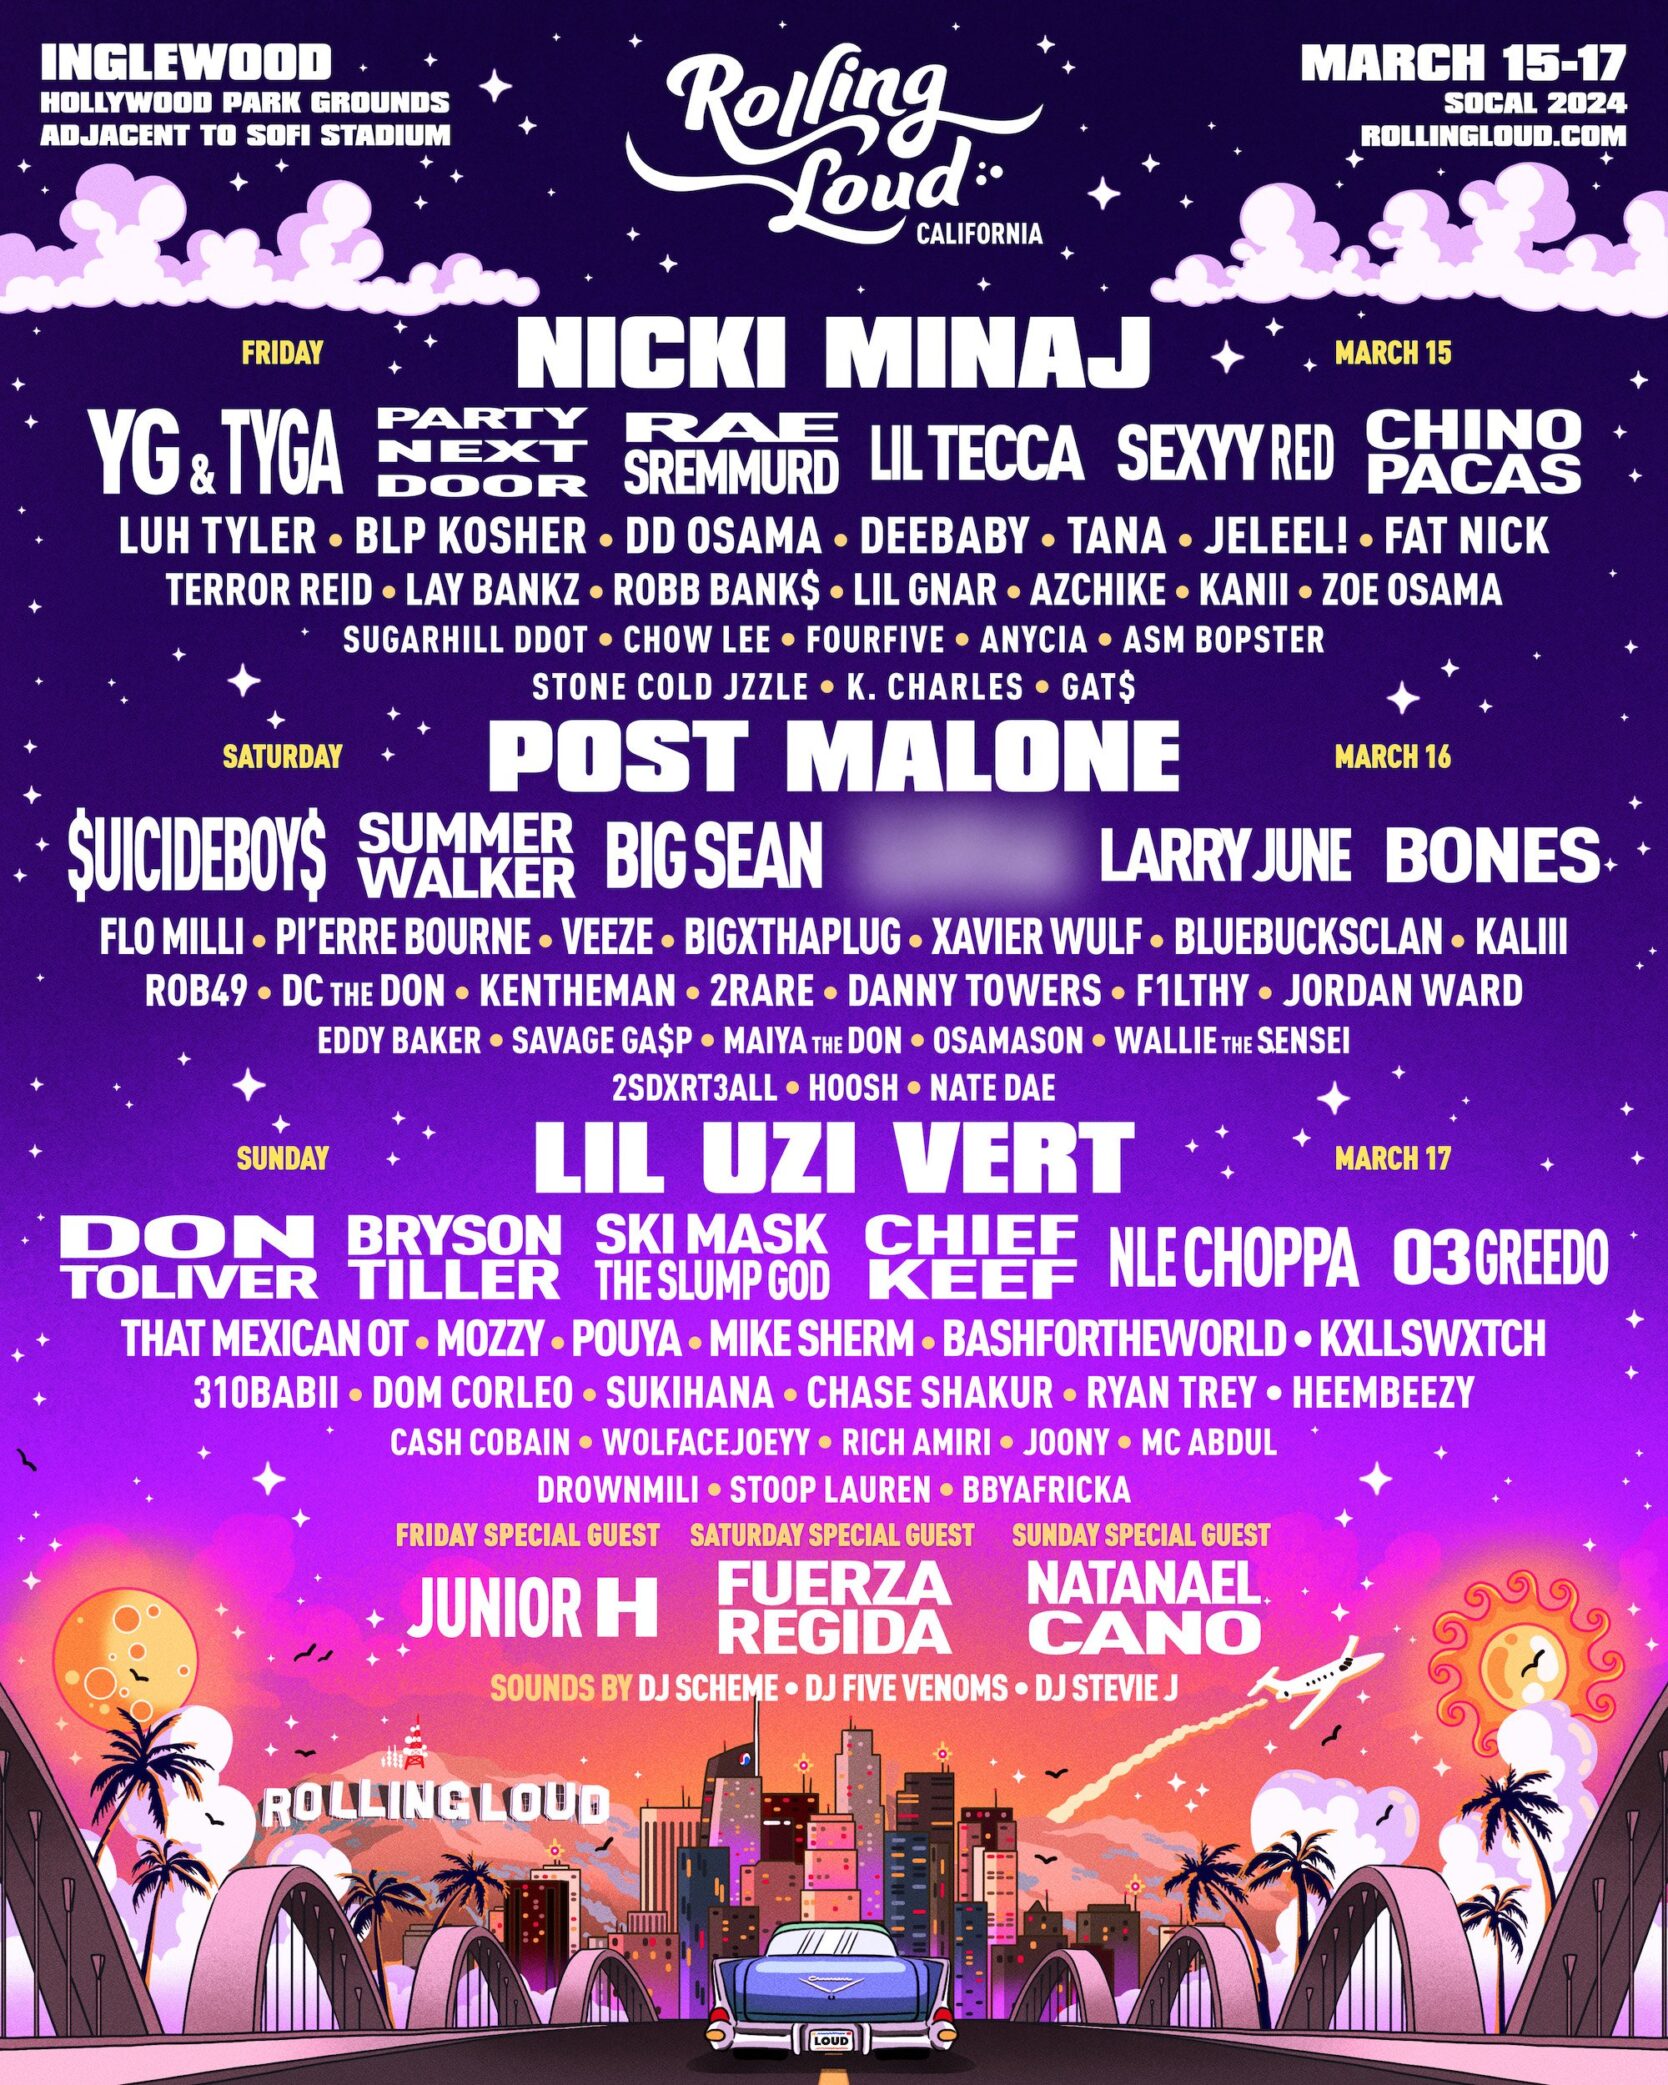 INGLEWOOD
HOLLYWOOD PARK GROUNDS
ADJACENT TO SOFI STADIUM
Rolling
Loud
CALIFORNIA
MARCH 15-17
SOCAL 2024
ROLLINGLOUD.COM
FRIDAY
NICKI MINAJ
MARCH 15
YG & TYGA
PARTY
NEXT
DOOR
RAE
SREMMURD
LIL TECCA
SEXYY RED
CHINO
PACAS
LUH TYLER • BLP KOSHER • DD OSAMA • DEEBABY • TANA • JELEEL! • FAT NICK
TERROR REID • LAY BANKZ • ROBB BANK$ • LIL GNAR • AZCHIKE • KANII • ZOE OSAMA
SUGARHILL DDOT • CHOW LEE • FOURFIVE • ANYCIA • ASM BOPSTER
STONE COLD JZZLE • K. CHARLES • GAT$
SATURDAY
POST MALONE
MARCH 16
$UICIDEBOY$
SUMMER
WALKER
BIG SEAN
LARRY JUNE
BONES
FLO MILLI • PI'ERRE BOURNE • VEEZE • BIGXTHAPLUG • XAVIER WULF • BLUEBUCKSCLAN • KALIII
ROB49 • DC THE DON • KENTHEMAN • 2RARE • DANNY TOWERS • F1LTHY • JORDAN WARD
EDDY BAKER • SAVAGE GA$P • MAIYA THE DON • OSAMASON • WALLIE THE SENSEI
2SDXRT3ALL • HOOSH • NATE DAE
SUNDAY
LIL UZI VERT
MARCH 17
DON
TOLIVER
BRYSON
TILLER
SKI MASK
THE SLUMP GOD
CHIEF
KEEF
NLE CHOPPA
03 GREEDO
THAT MEXICAN OT • MOZZY • POUYA • MIKE SHERM • BASHFORTHEWORLD • KXLLSWXTCH
310BABII • DOM CORLEO • SUKIHANA • CHASE SHAKUR • RYAN TREY • HEEMBEEZY
CASH COBAIN • WOLFACEJOEYY • RICH AMIRI • JOONY • MC ABDUL
DROWNMILI • STOOP LAUREN • BBYAFRICKA
FRIDAY SPECIAL GUEST
JUNIOR H
SATURDAY SPECIAL GUEST
FUERZA
REGIDA
SUNDAY SPECIAL GUEST
NATANAEL
CANO
SOUNDS BY DJ SCHEME • DJ FIVE VENOMS • DJ STEVIE J
ROLLING LOUD
LOUD